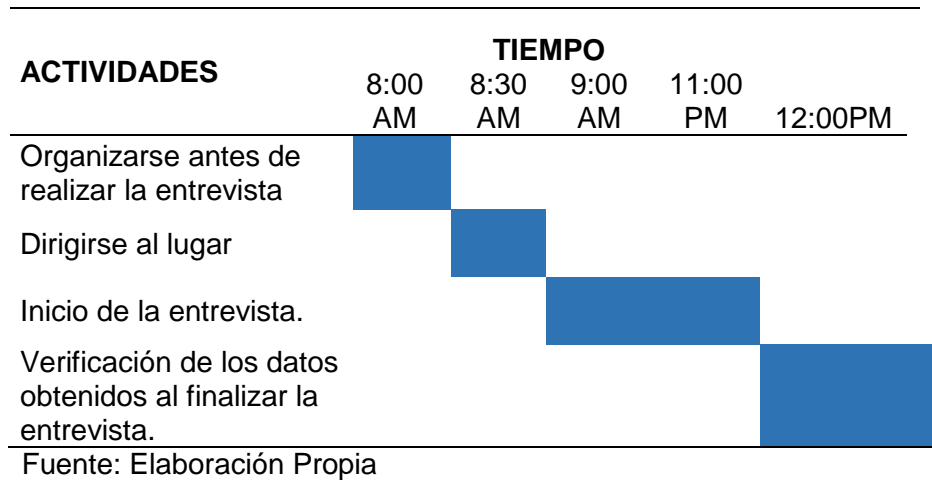 TIEMPO
ACTIVIDADES
8:00 8:30 9:00 11:00
AM AM AM PM 12:00PM
Organizarse antes de
realizar la entrevista
Dirigirse al lugar
Inicio de la entrevista.
Verificación de los datos
obtenidos al finalizar la
entrevista.
Fuente: Elaboración Propia